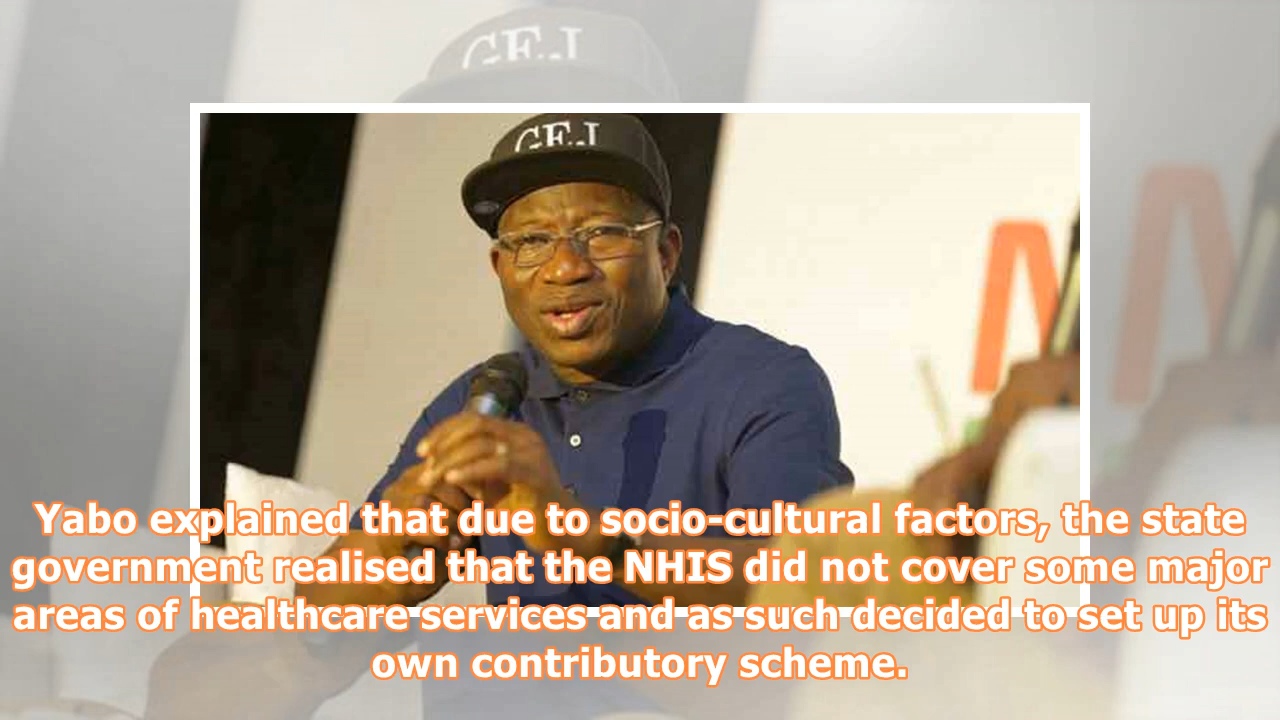 GEJ
GEJ
N
Yabo explained that due to socio-cultural factors, the state
government realised that the NHIS did not cover some major
areas of healthcare services and as such decided to set up its
own contributory scheme.